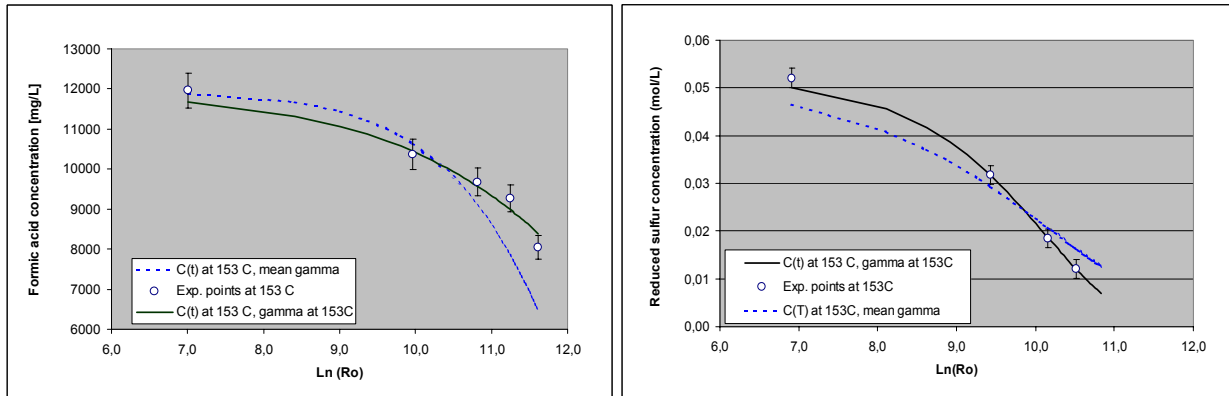 13000
12000
11000
10000
9000
8000
7000
6000
Formic acid concentration [mg/L]
C(t) at 153 C, mean gamma
Exp. points at 153 C
C(t) at 153 C, gamma at 153C
6,0 7,0 8,0 9,0 10,0 11,0 12,0
Ln (Ro)
0,06
0,05
0,04
0,03
0,02
0,01
0,00
Reduced sulfur concentration (mol/L)
C(t) at 153 C, gamma at 153C
Exp. points at 153C
C(T) at 153C, mean gamma
6,0 7,0 8,0 9,0 10,0 11,0 12,0
Ln(Ro)